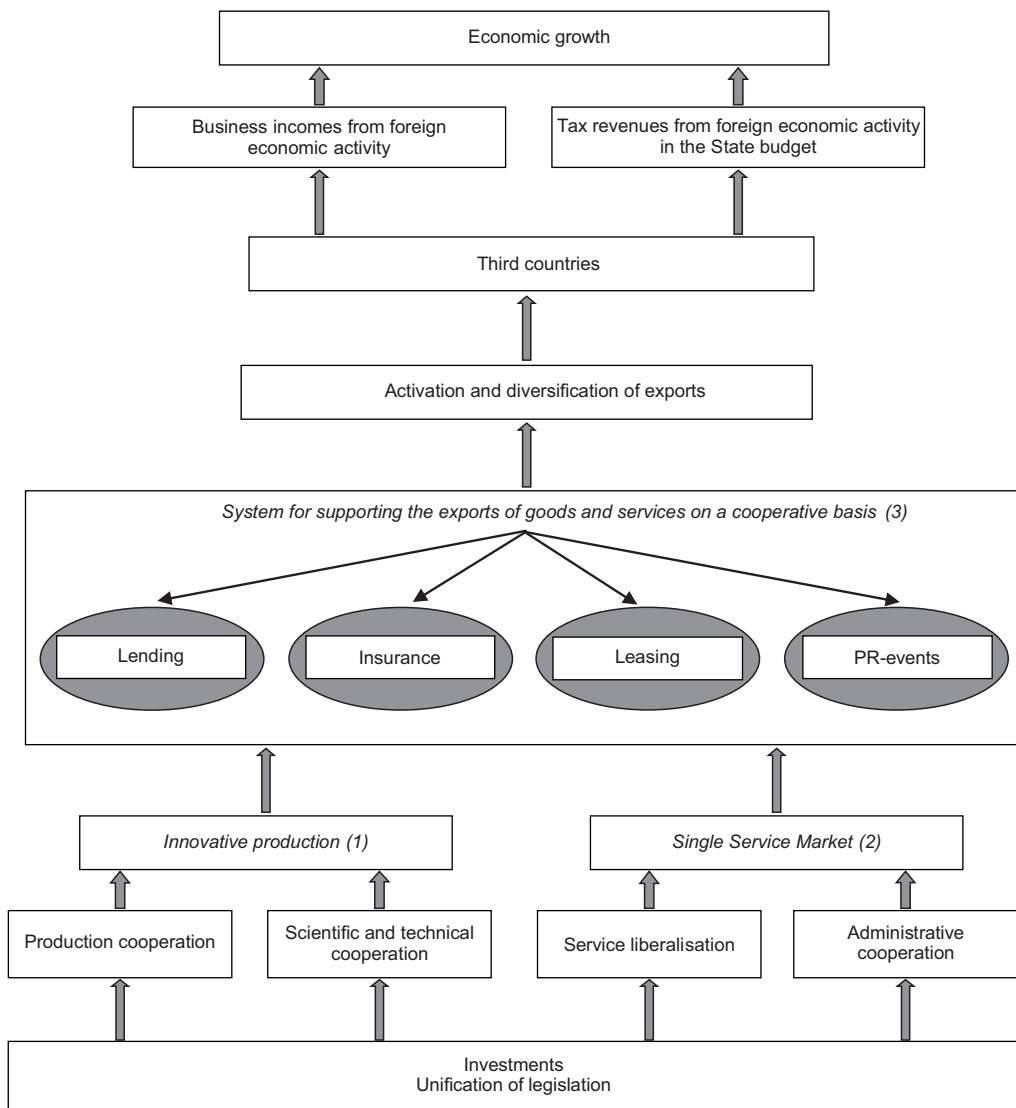 Economic growth
Business incomes from foreign
economic activity
Tax revenues from foreign economic activity
in the State budget
Third countries
Activation and diversification of exports
System for supporting the exports of goods and services on a cooperative basis (3)
Lending
Insurance
Leasing
PR-events
Innovative production (1)
Single Service Market (2)
Production cooperation
Scientific and technical
cooperation
Service liberalisation
Administrative
cooperation
Investments
Unification of legislation